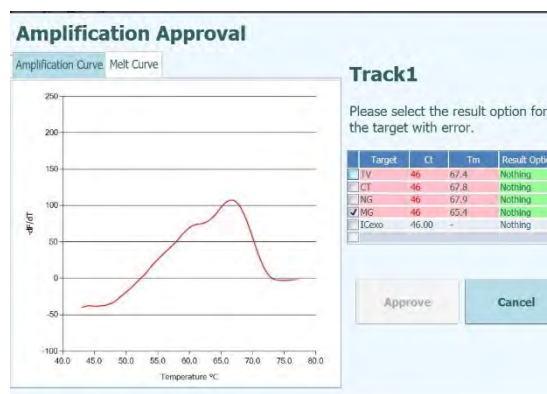 Amplification Approval
Amplification Curve Melt Curve
250
200
150
100
50
0
-50
-100
-dF/dT
40.0 45.0 50.0 55.0 60.0 65.0 70.0 75.0 80.0
Temperature ºC
Track1
Please select the result option for
the target with error.
Target Ct Tm Result Opti
TV 46 67.4 Nothing
CT 46 67.8 Nothing
NG 46 67.9 Nothing
MG 46 65.4 Nothing
ICexo 46.00 - Nothing
Approve Cancel